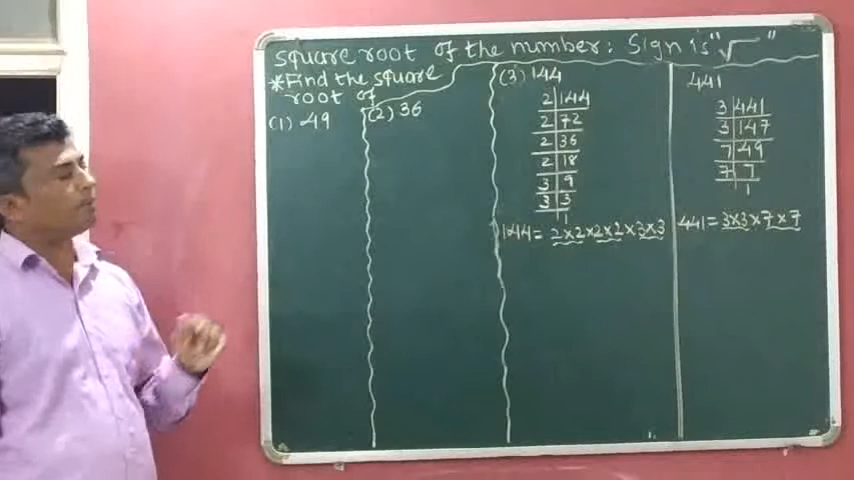 square root of the number: Sign is "√ "
*Find the square
root of
(1) 49
(2) 36
(3) 144
2 | 144
2 | 72
2 | 36
2 | 18
3 | 9
3 | 3
1
144 = 2×2×2×2×3×3
441
3 | 441
3 | 147
7 | 49
7 | 7
1
441 = 3×3×7×7